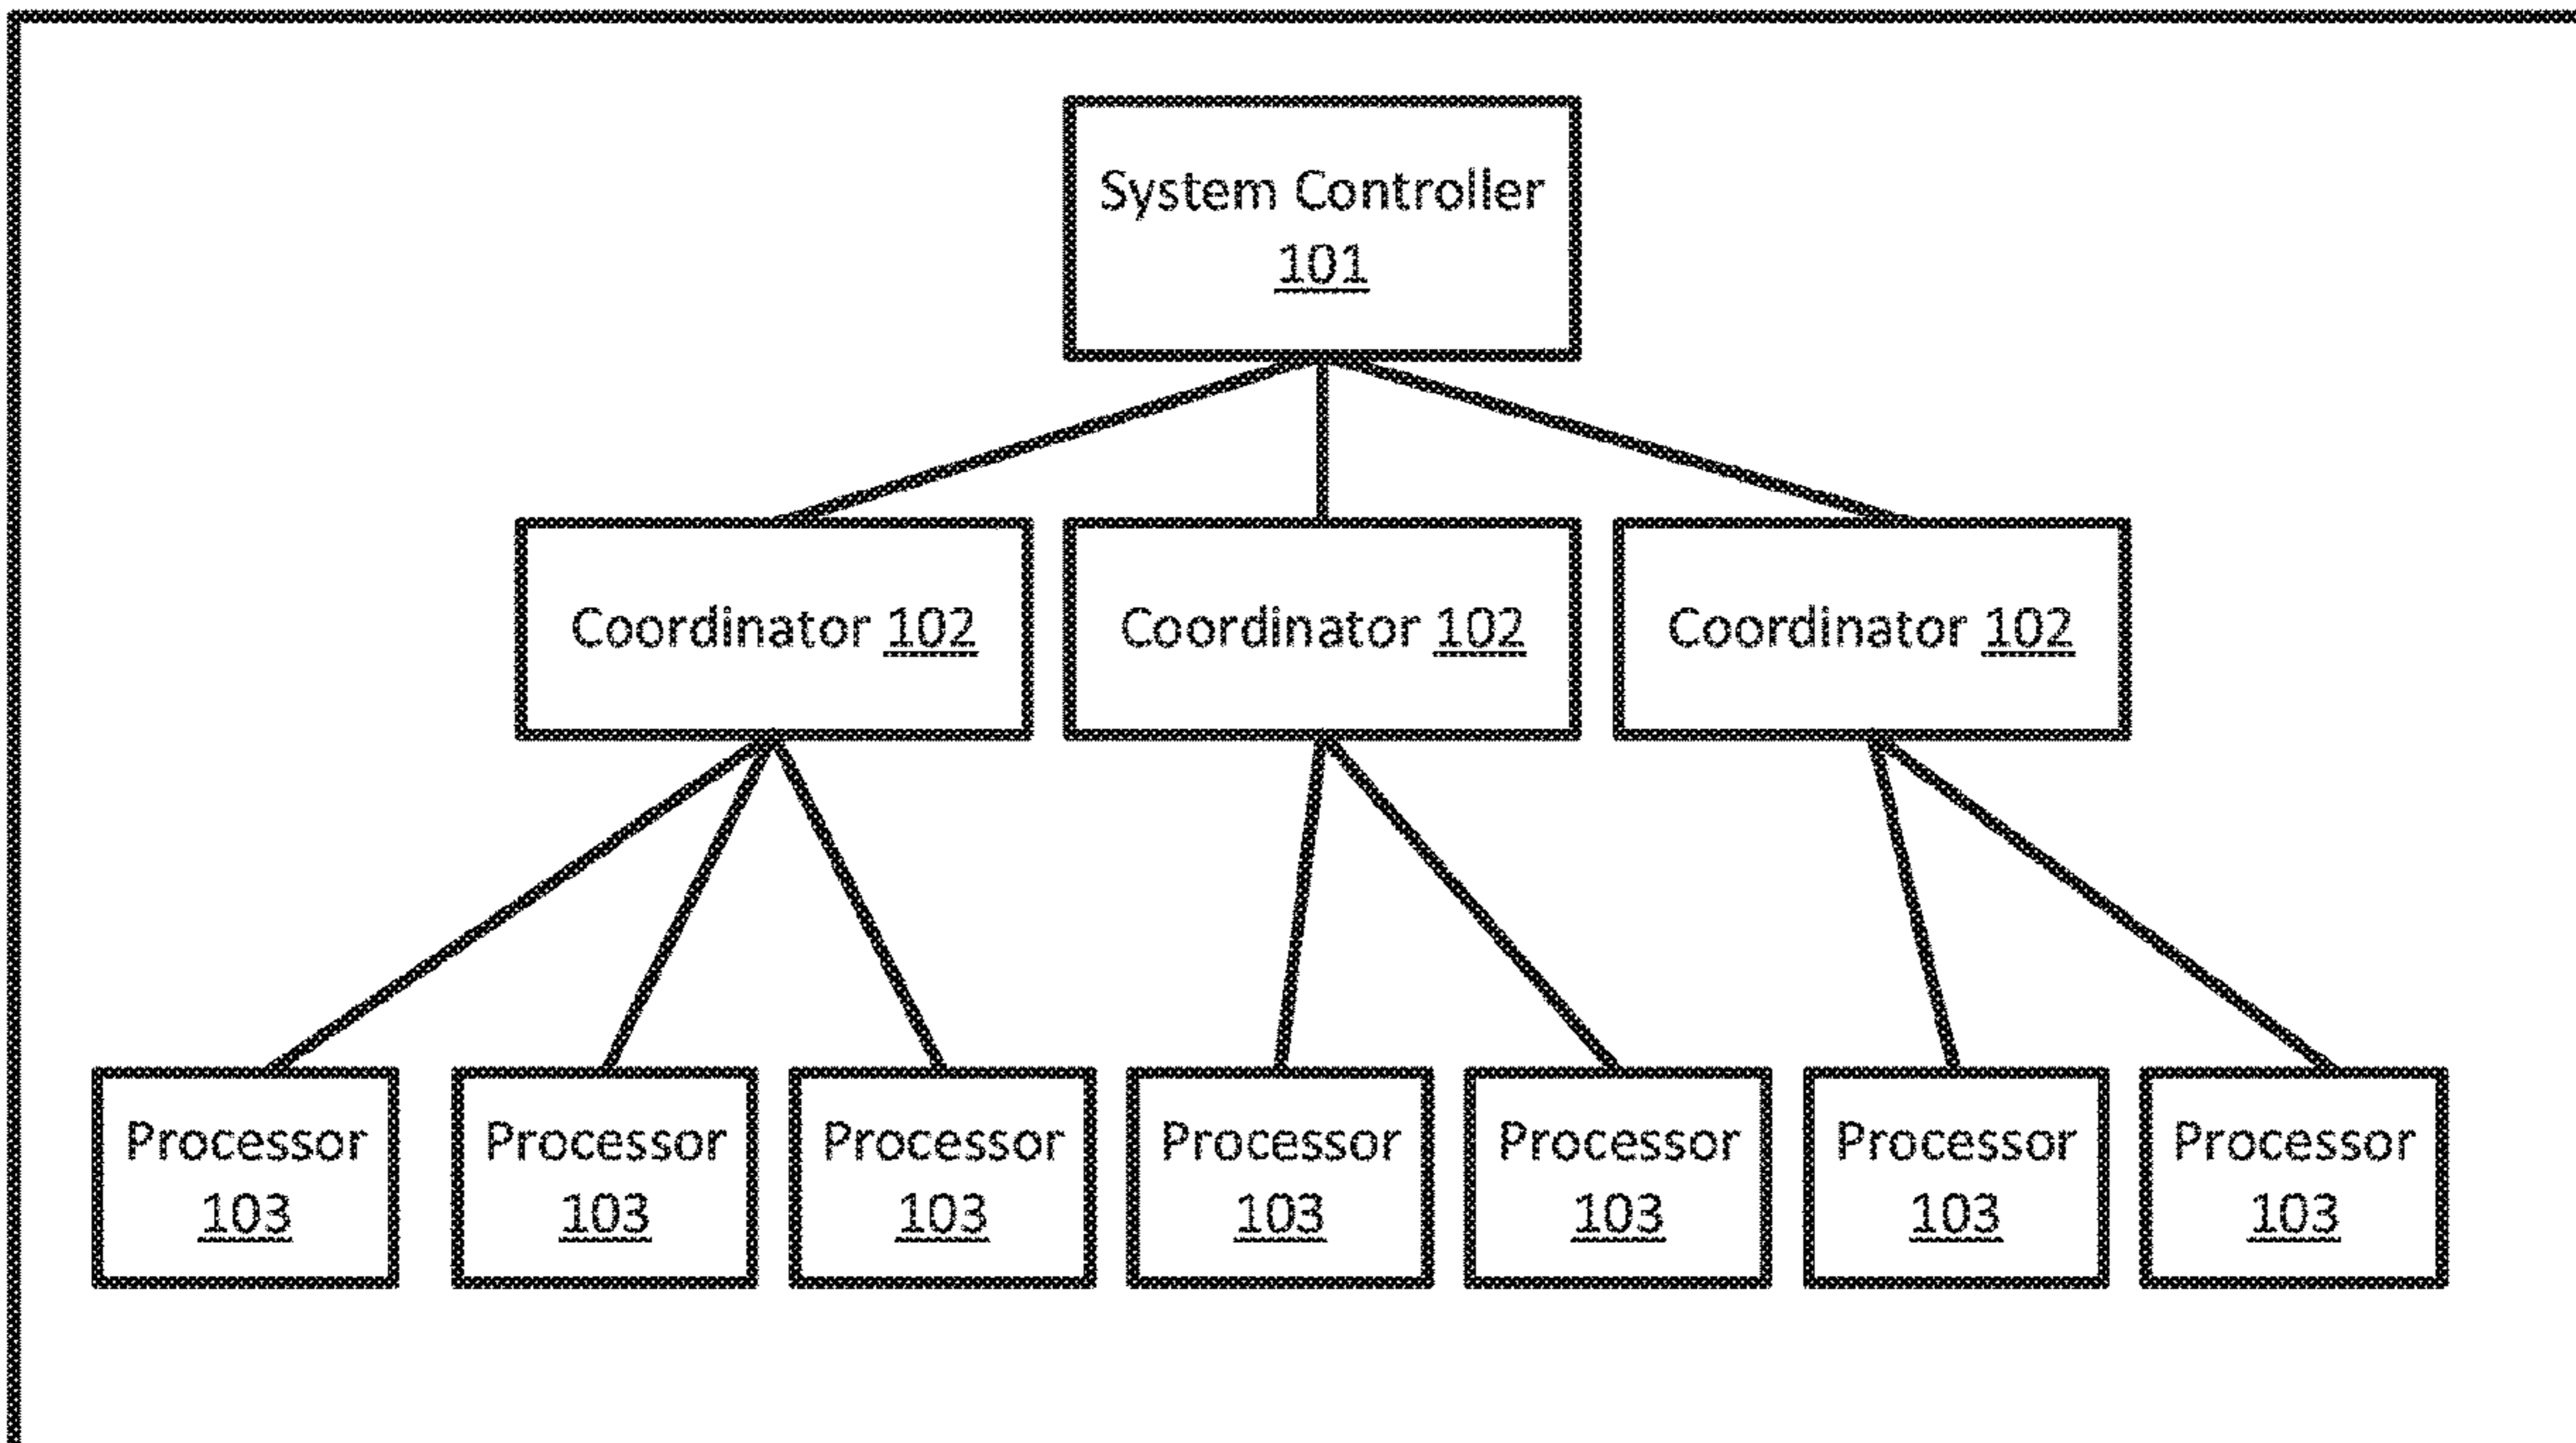 System Controller
101
Coordinator 102
Coordinator 102
Coordinator 102
Processor
103
Processor
103
Processor
103
Processor
103
Processor
103
Processor
103
Processor
103